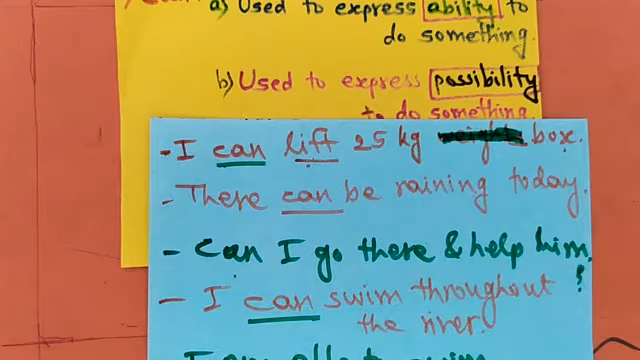 a) Used to express ability to
do something.
b) Used to express possibility
to do something.
- I can lift 25 kg box.
- There can be raining today.
- Can I go there & help him
?
- I can swim throughout
the river.